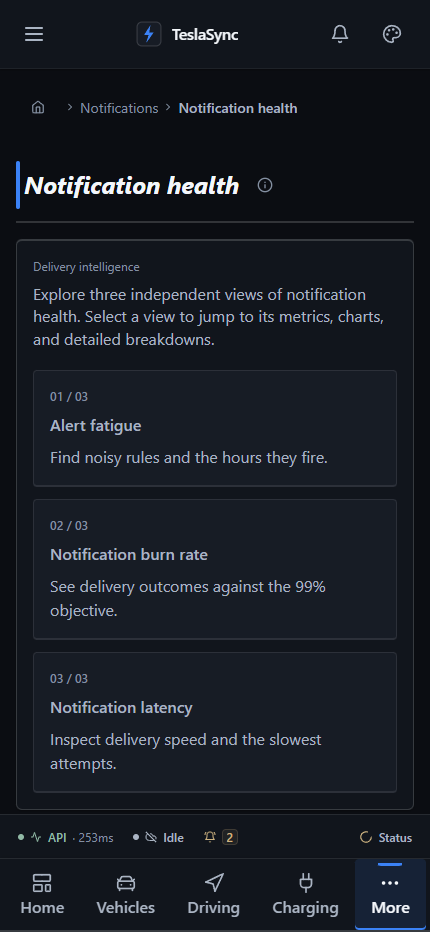 TeslaSync
Notifications > Notification health
Notification health
Delivery intelligence
Explore three independent views of notification
health. Select a view to jump to its metrics, charts,
and detailed breakdowns.
01 / 03
Alert fatigue
Find noisy rules and the hours they fire.
02 / 03
Notification burn rate
See delivery outcomes against the 99%
objective.
03 / 03
Notification latency
Inspect delivery speed and the slowest
attempts.
API · 253ms Idle 2 Status
Home Vehicles Driving Charging More